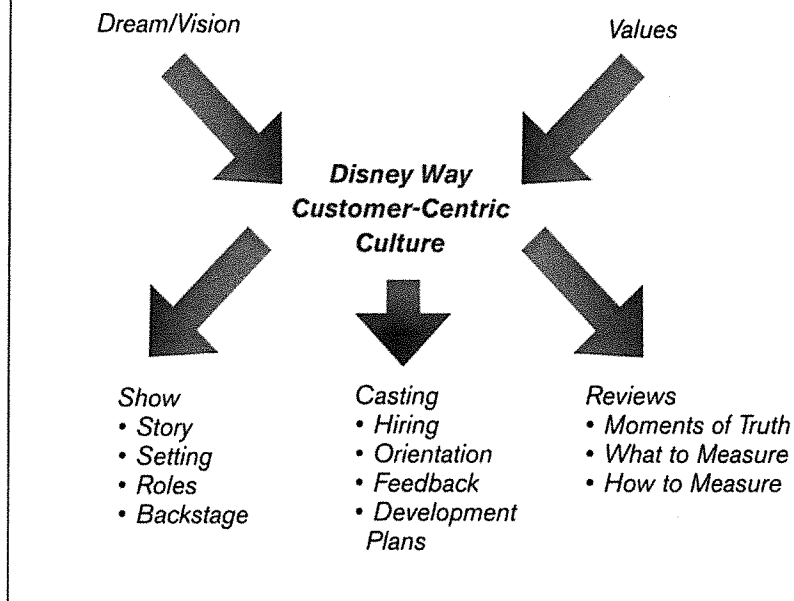 Dream/Vision
Values
Disney Way
Customer-Centric
Culture
Show
• Story
• Setting
• Roles
• Backstage
Casting
• Hiring
• Orientation
• Feedback
• Development
Plans
Reviews
• Moments of Truth
• What to Measure
• How to Measure